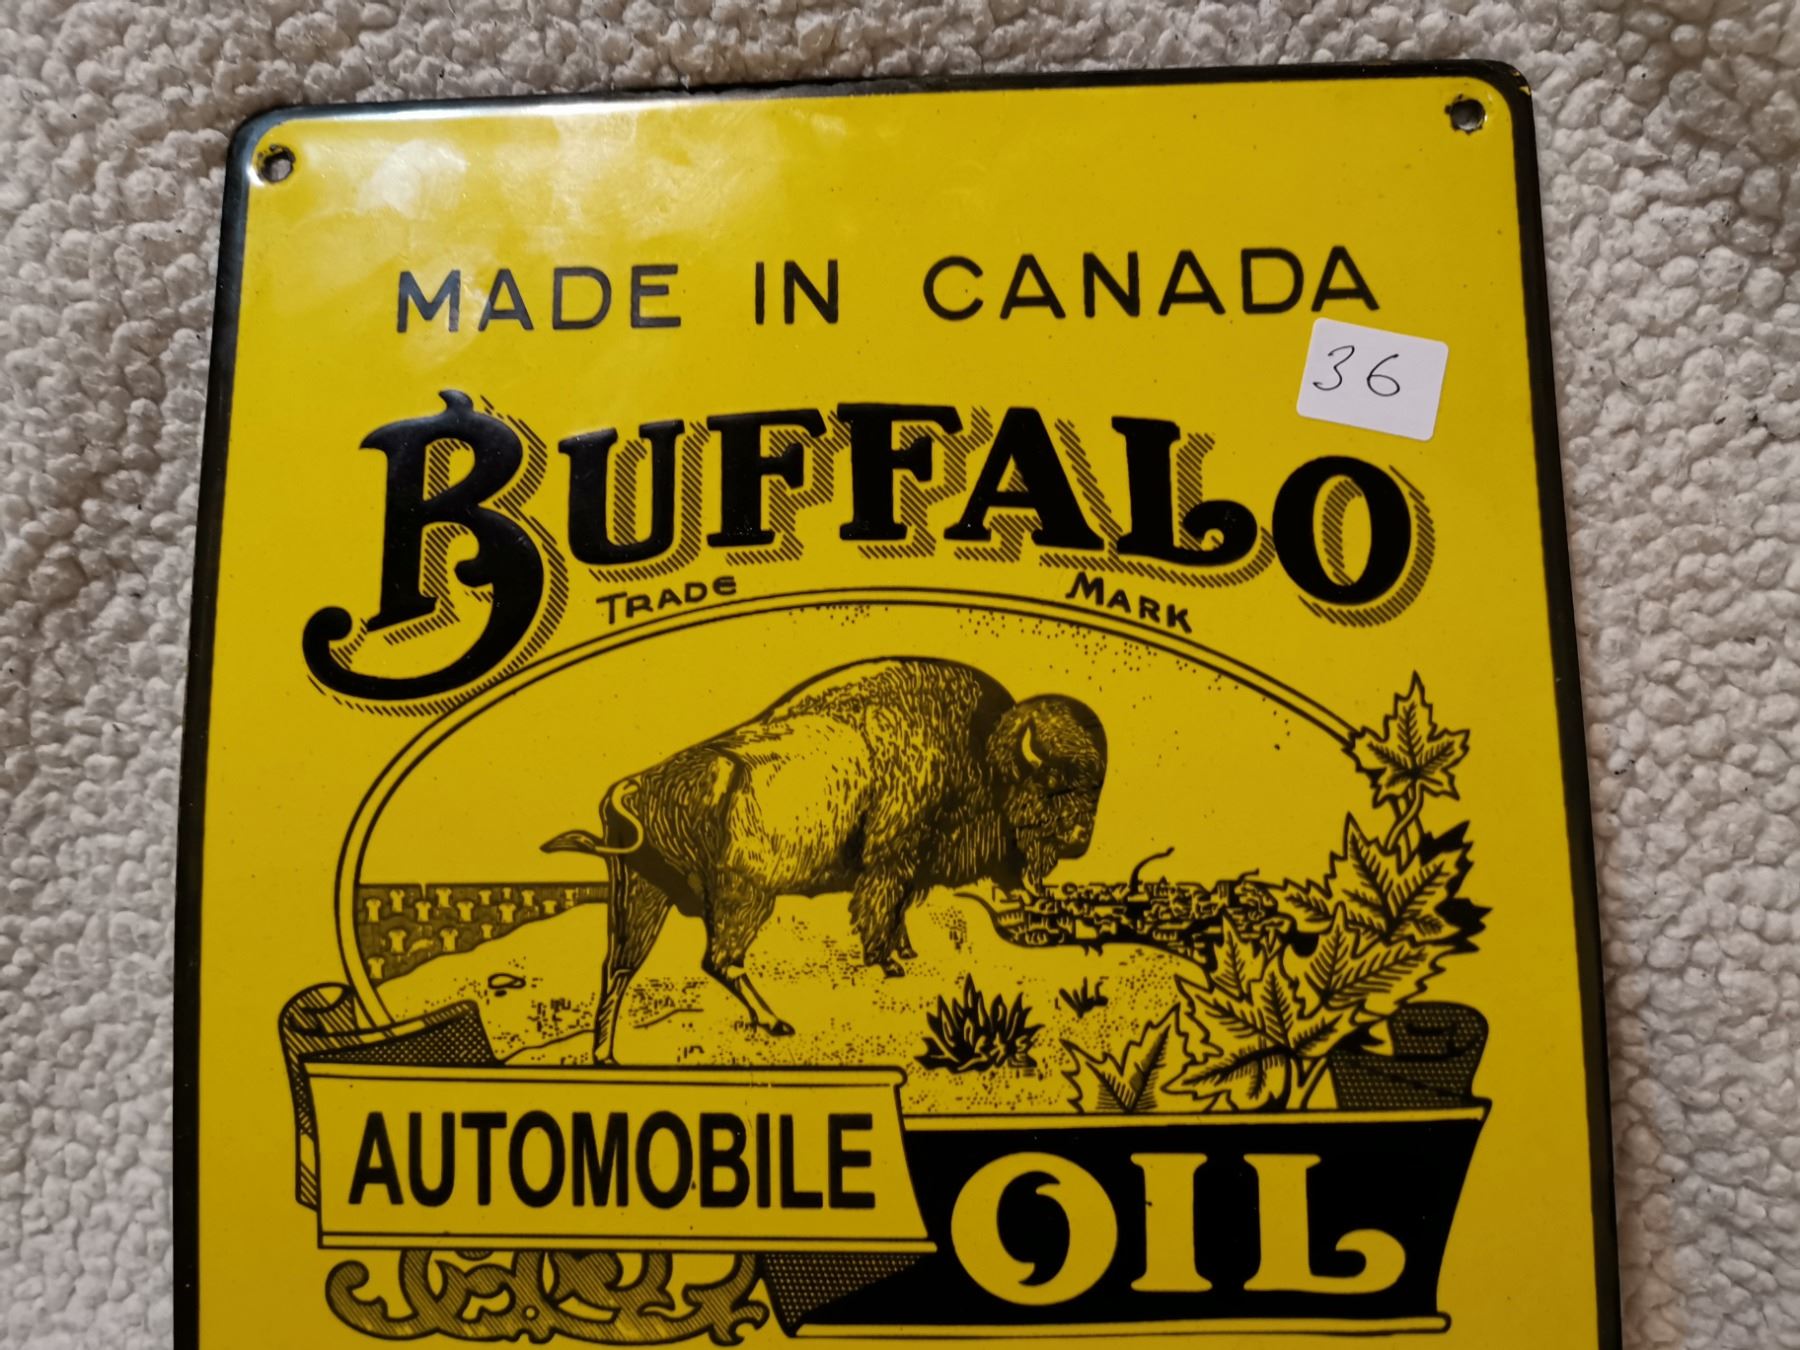 MADE IN CANADA
36
BUFFALO
TRADE MARK
AUTOMOBILE
OIL